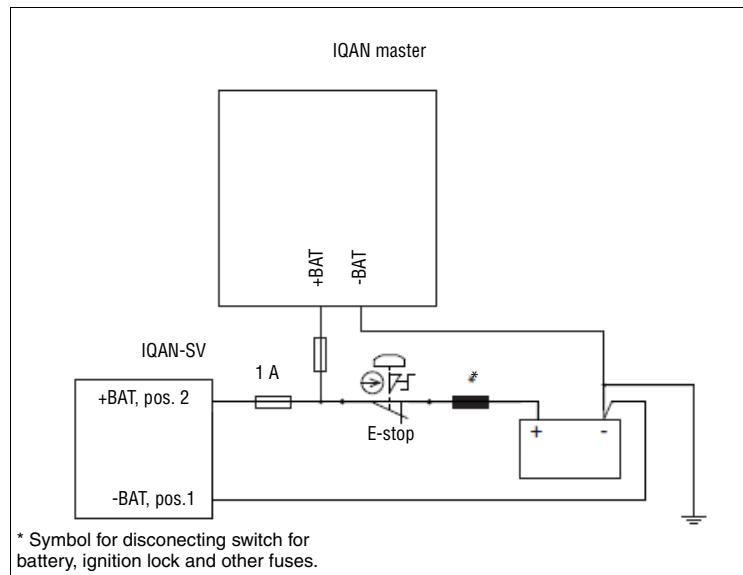 IQAN master
+BAT
-BAT
IQAN-SV
1 A
*
+BAT, pos. 2
E-stop
+ -
-BAT, pos.1
* Symbol for disconecting switch for
battery, ignition lock and other fuses.